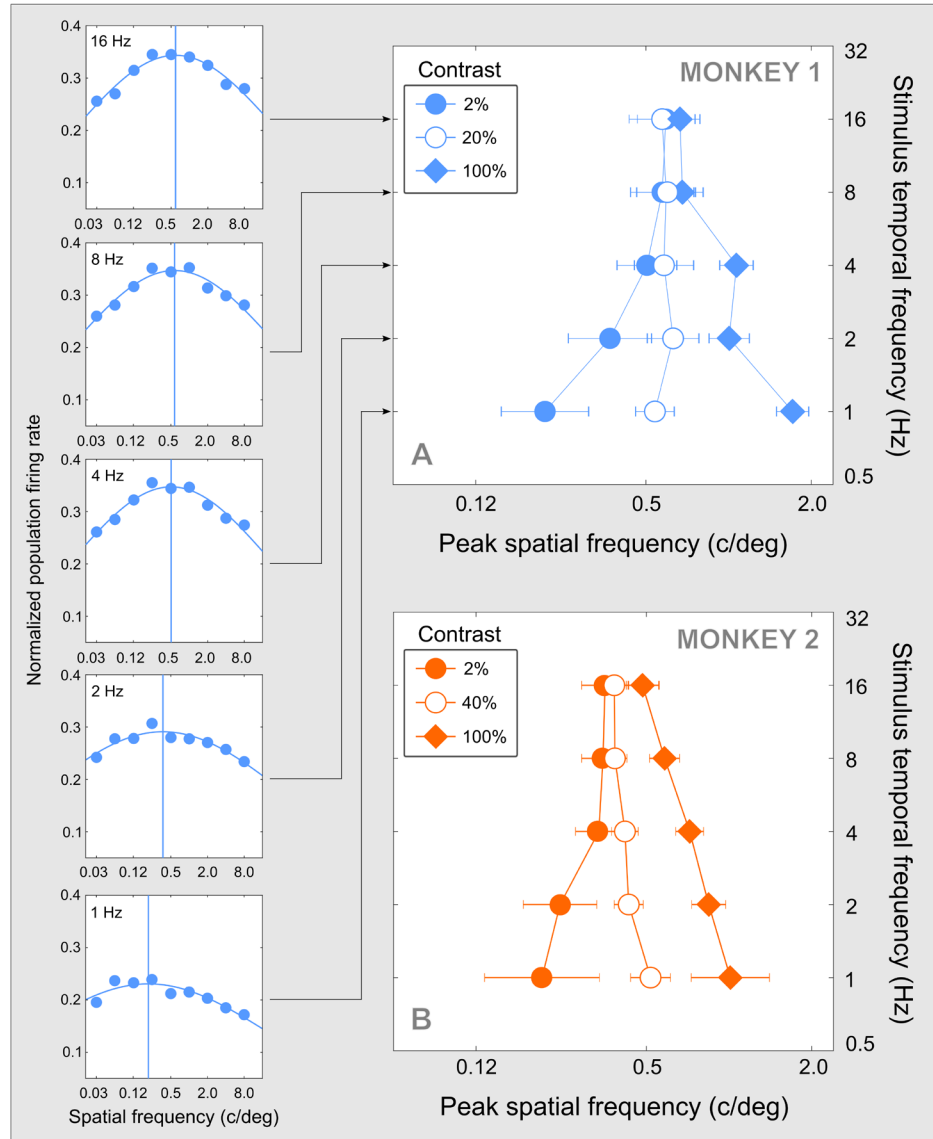 Normalized population firing rate
0.4
0.3
0.2
0.1
16 Hz
0.03 0.12 0.5 2.0 8.0
0.4
0.3
0.2
0.1
8 Hz
0.03 0.12 0.5 2.0 8.0
0.4
0.3
0.2
0.1
4 Hz
0.03 0.12 0.5 2.0 8.0
0.4
0.3
0.2
0.1
2 Hz
0.03 0.12 0.5 2.0 8.0
0.4
0.3
0.2
0.1
1 Hz
0.03 0.12 0.5 2.0 8.0
Spatial frequency (c/deg)
MONKEY 1
Contrast
2%
20%
100%
A
32
16
8
4
2
1
0.5
Stimulus temporal frequency (Hz)
0.12 0.5 2.0
Peak spatial frequency (c/deg)
MONKEY 2
Contrast
2%
40%
100%
B
32
16
8
4
2
1
0.5
Stimulus temporal frequency (Hz)
0.12 0.5 2.0
Peak spatial frequency (c/deg)